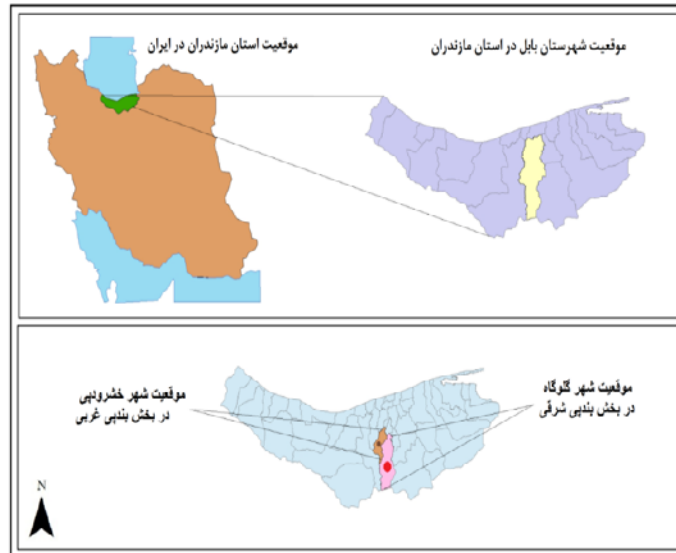 موقعیت استان مازندران در ایران
موقعیت شهرستان بابل در استان مازندران
موقعیت شهر گلوگاه
در بخش بندپی شرقی
موقعیت شهر خشرودپی
در بخش بندپی غربی
N